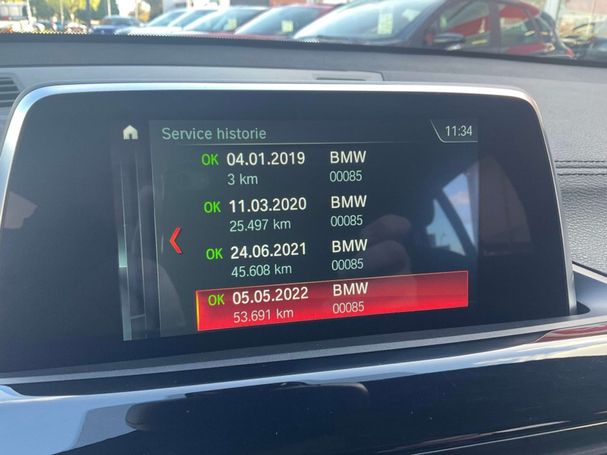 Service historie 11:34
OK 04.01.2019 BMW
3 km 00085
OK 11.03.2020 BMW
25.497 km 00085
OK 24.06.2021 BMW
45.608 km 00085
OK 05.05.2022 BMW
53.691 km 00085